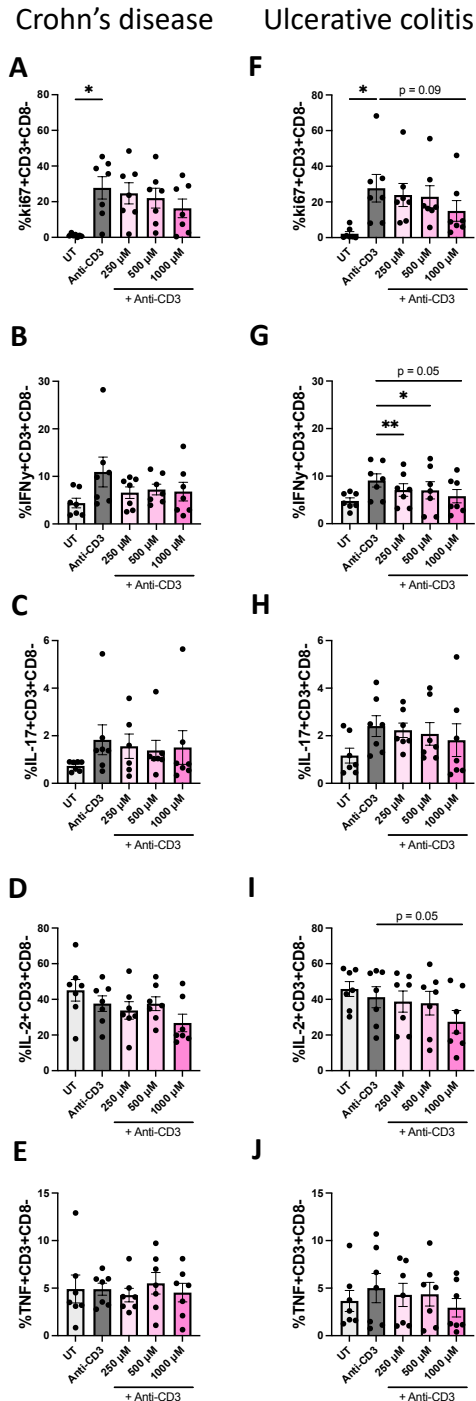 Crohn's disease
Ulcerative colitis
A
*
%ki67+CD3+CD8-
80
60
40
20
0
UT
Anti-CD3
250 µM
500 µM
1000 µM
+ Anti-CD3
F
*
p = 0.09
%ki67+CD3+CD8-
80
60
40
20
0
UT
Anti-CD3
250 µM
500 µM
1000 µM
+ Anti-CD3
B
%IFNy+CD3+CD8-
30
20
10
0
UT
Anti-CD3
250 µM
500 µM
1000 µM
+ Anti-CD3
G
p = 0.05
*
**
%IFNy+CD3+CD8-
30
20
10
0
UT
Anti-CD3
250 µM
500 µM
1000 µM
+ Anti-CD3
C
%IL-17+CD3+CD8-
6
4
2
0
UT
Anti-CD3
250 µM
500 µM
1000 µM
+ Anti-CD3
H
%IL-17+CD3+CD8-
6
4
2
0
UT
Anti-CD3
250 µM
500 µM
1000 µM
+ Anti-CD3
D
%IL-2+CD3+CD8-
80
60
40
20
0
UT
Anti-CD3
250 µM
500 µM
1000 µM
+ Anti-CD3
I
p = 0.05
%IL-2+CD3+CD8-
80
60
40
20
0
UT
Anti-CD3
250 µM
500 µM
1000 µM
+ Anti-CD3
E
%TNF+CD3+CD8-
15
10
5
0
UT
Anti-CD3
250 µM
500 µM
1000 µM
+ Anti-CD3
J
%TNF+CD3+CD8-
15
10
5
0
UT
Anti-CD3
250 µM
500 µM
1000 µM
+ Anti-CD3